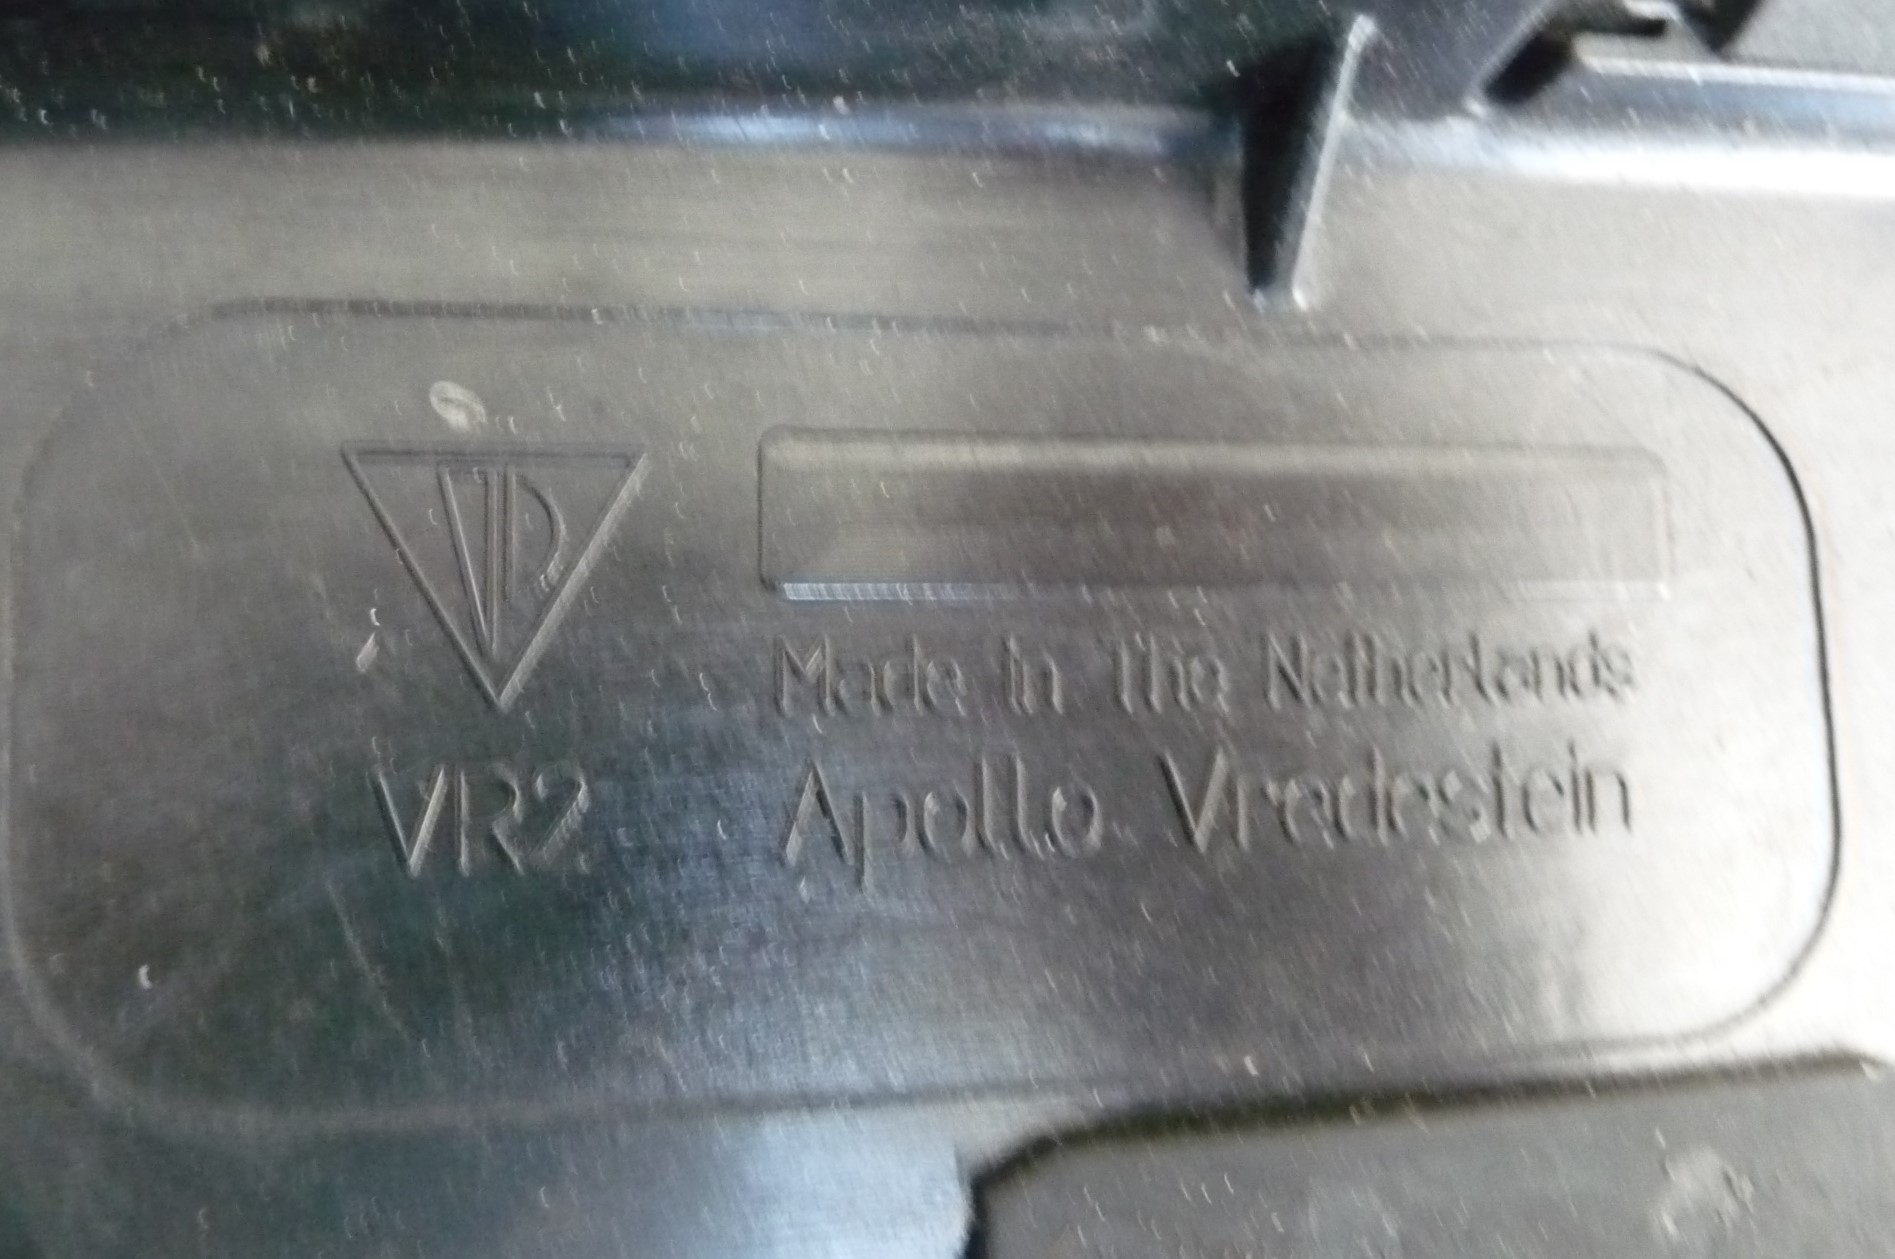 Made in The Netherlands
VR2
Apollo Vredestein